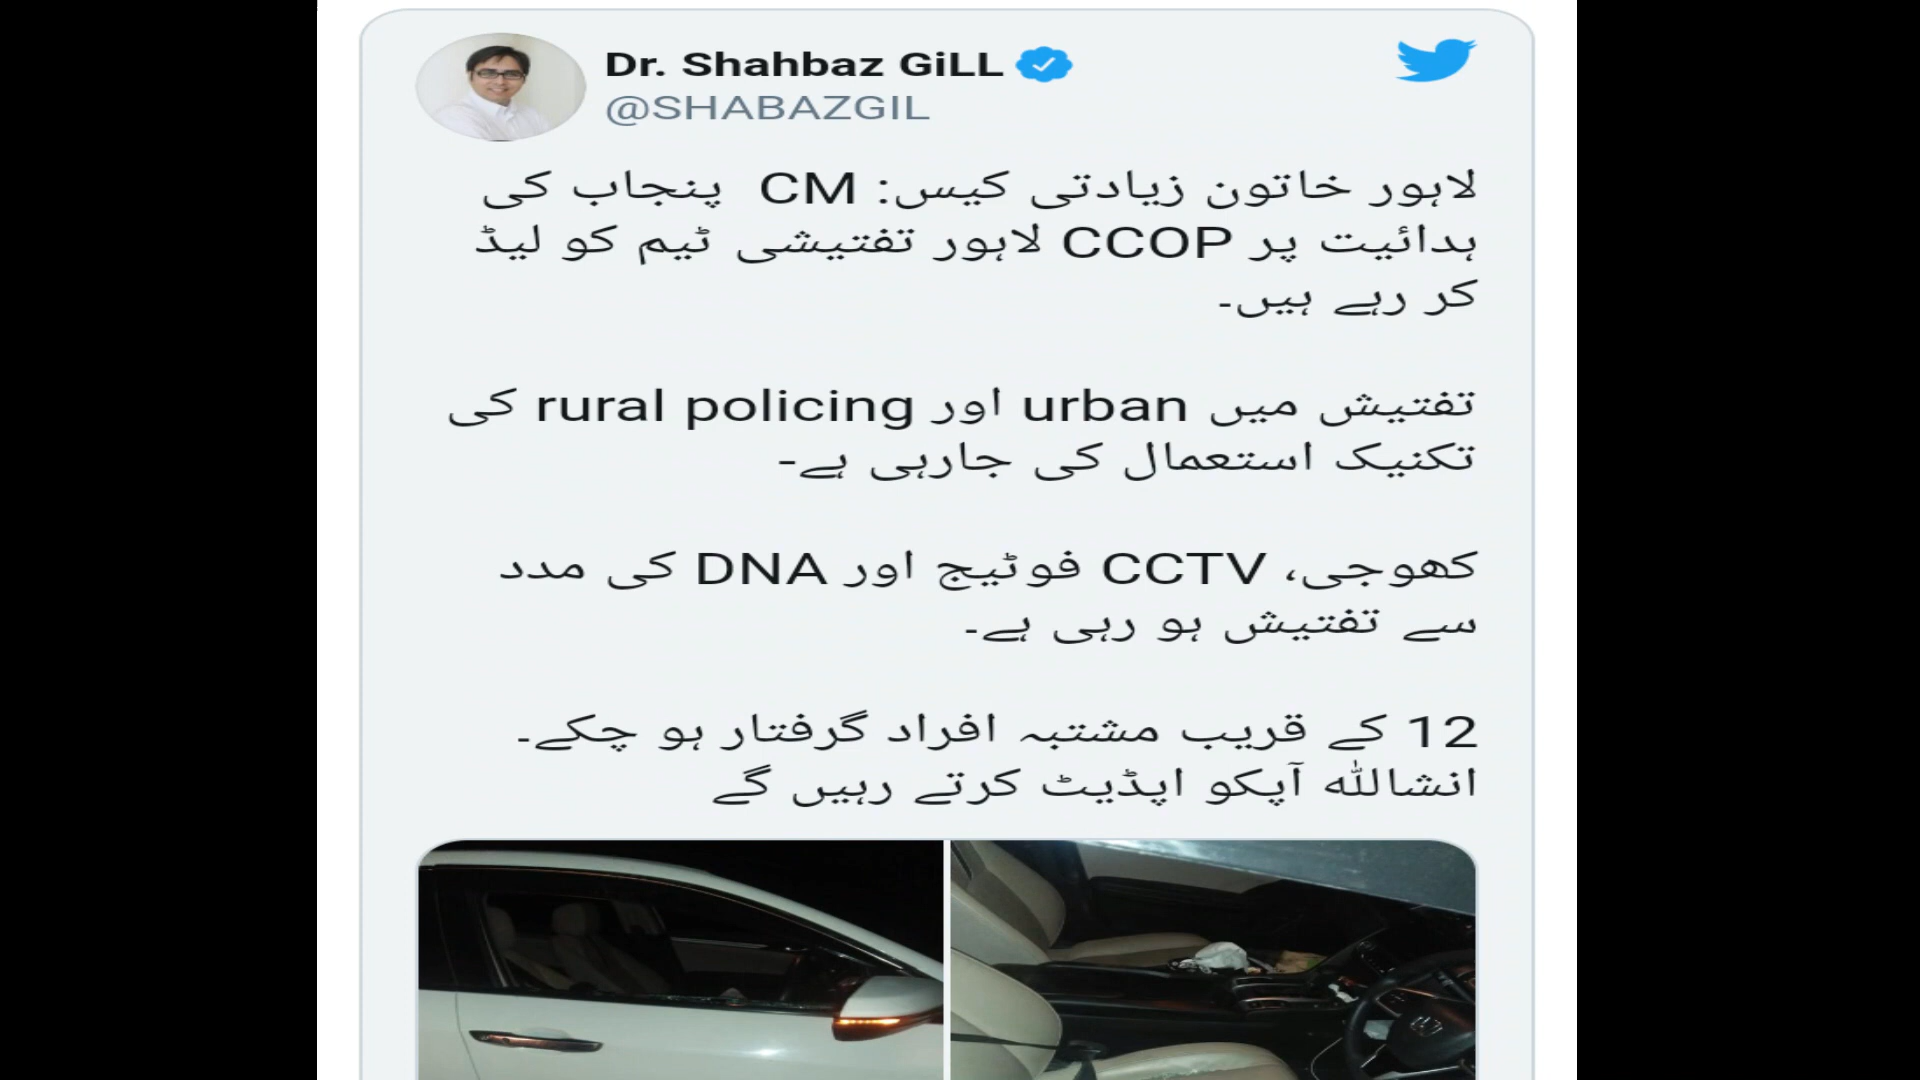 Dr. Shahbaz GiLL
@SHABAZGIL
لاہور خاتون زیادتی کیس: CM پنجاب کی
ہدائیت پر CCOP لاہور تفتیشی ٹیم کو لیڈ
کر رہے ہیں۔
تفتیش میں urban اور rural policing کی
تکنیک استعمال کی جارہی ہے-
کھوجی، CCTV فوٹیج اور DNA کی مدد
سے تفتیش ہو رہی ہے۔
12 کے قریب مشتبہ افراد گرفتار ہو چکے۔
انشاللّٰہ آپکو اپڈیٹ کرتے رہیں گے